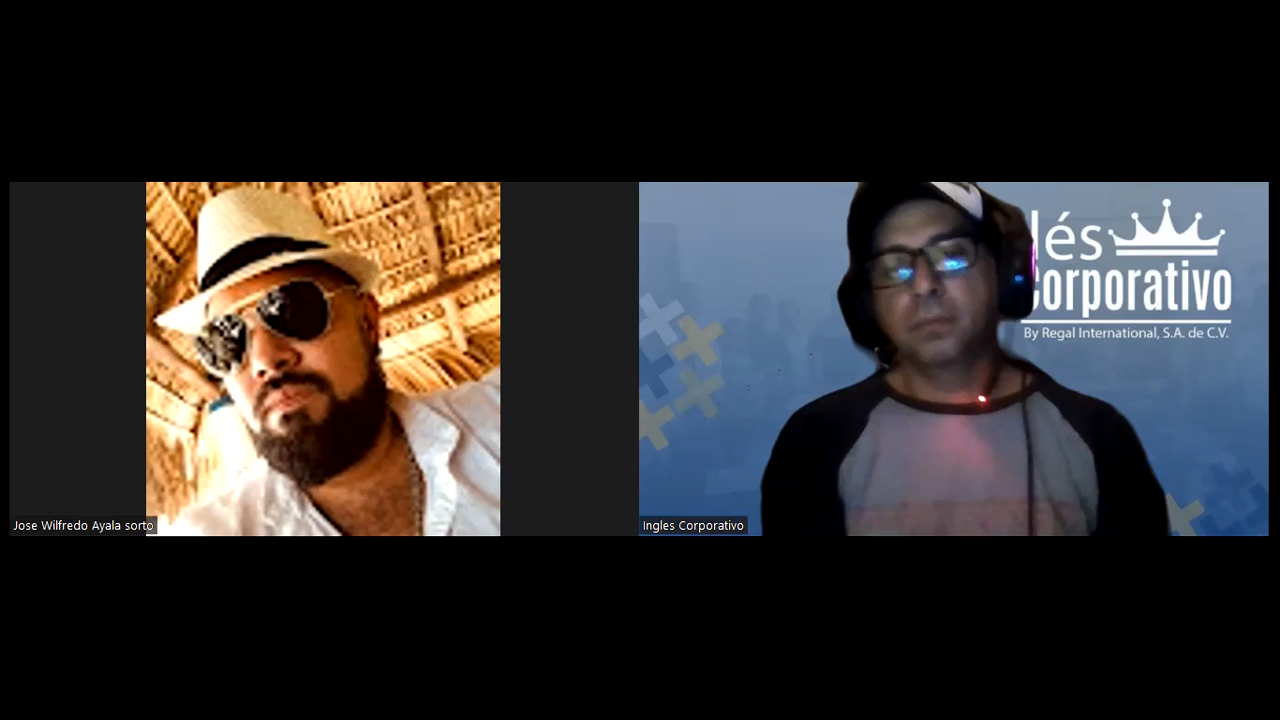 lés
corporativo
By Regal International, S.A. de C.V.
Jose Wilfredo Ayala sorto
Ingles Corporativo